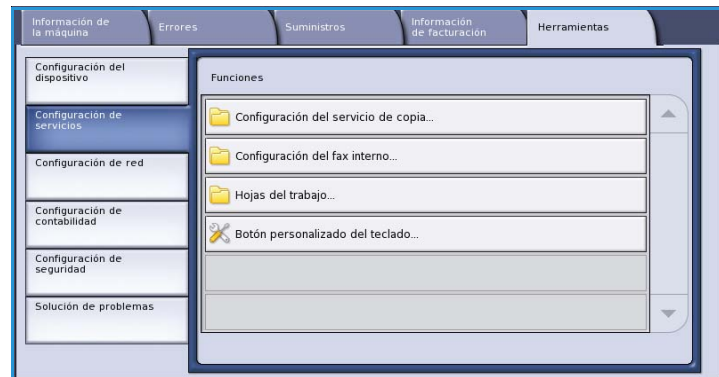 Información de
la máquina
Errores
Suministros
Información
de facturación
Herramientas
Configuración del
dispositivo
Configuración de
servicios
Configuración de red
Configuración de
contabilidad
Configuración de
seguridad
Solución de problemas
Funciones
Configuración del servicio de copia...
Configuración del fax interno...
Hojas del trabajo...
Botón personalizado del teclado...